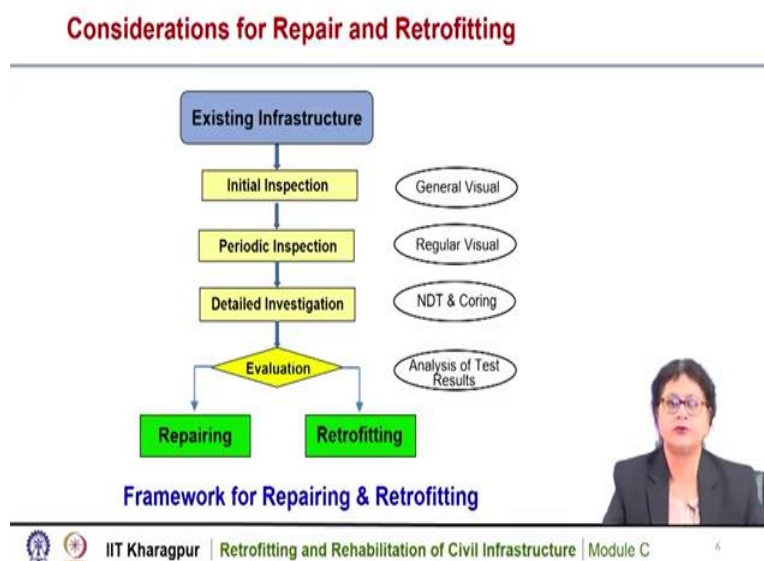 Considerations for Repair and Retrofitting
Existing Infrastructure
Initial Inspection
General Visual
Periodic Inspection
Regular Visual
Detailed Investigation
NDT & Coring
Evaluation
Analysis of Test
Results
Repairing
Retrofitting
Framework for Repairing & Retrofitting
IIT Kharagpur | Retrofitting and Rehabilitation of Civil Infrastructure | Module C
6